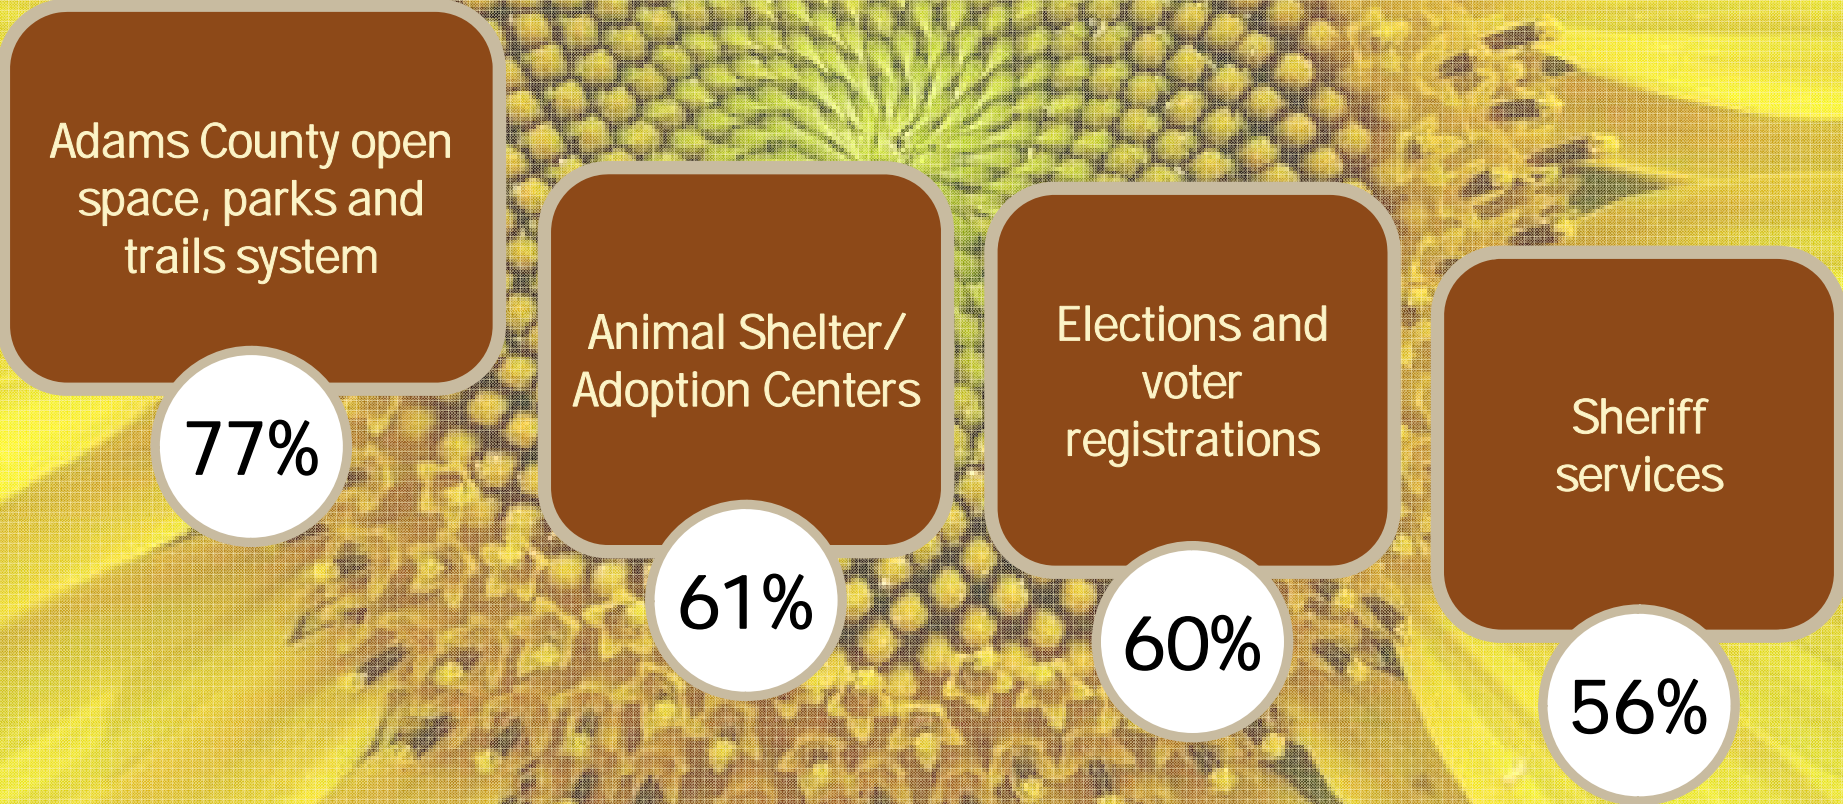 Adams County open
space, parks and
trails system
77%
Animal Shelter/
Adoption Centers
61%
Elections and
voter
registrations
60%
Sheriff
services
56%